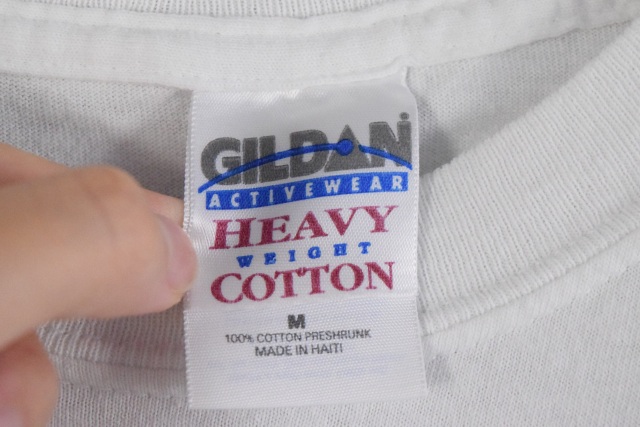 GILDAN
ACTIVEWEAR
HEAVY
WEIGHT
COTTON
M
100% COTTON PRESHRUNK
MADE IN HAITI